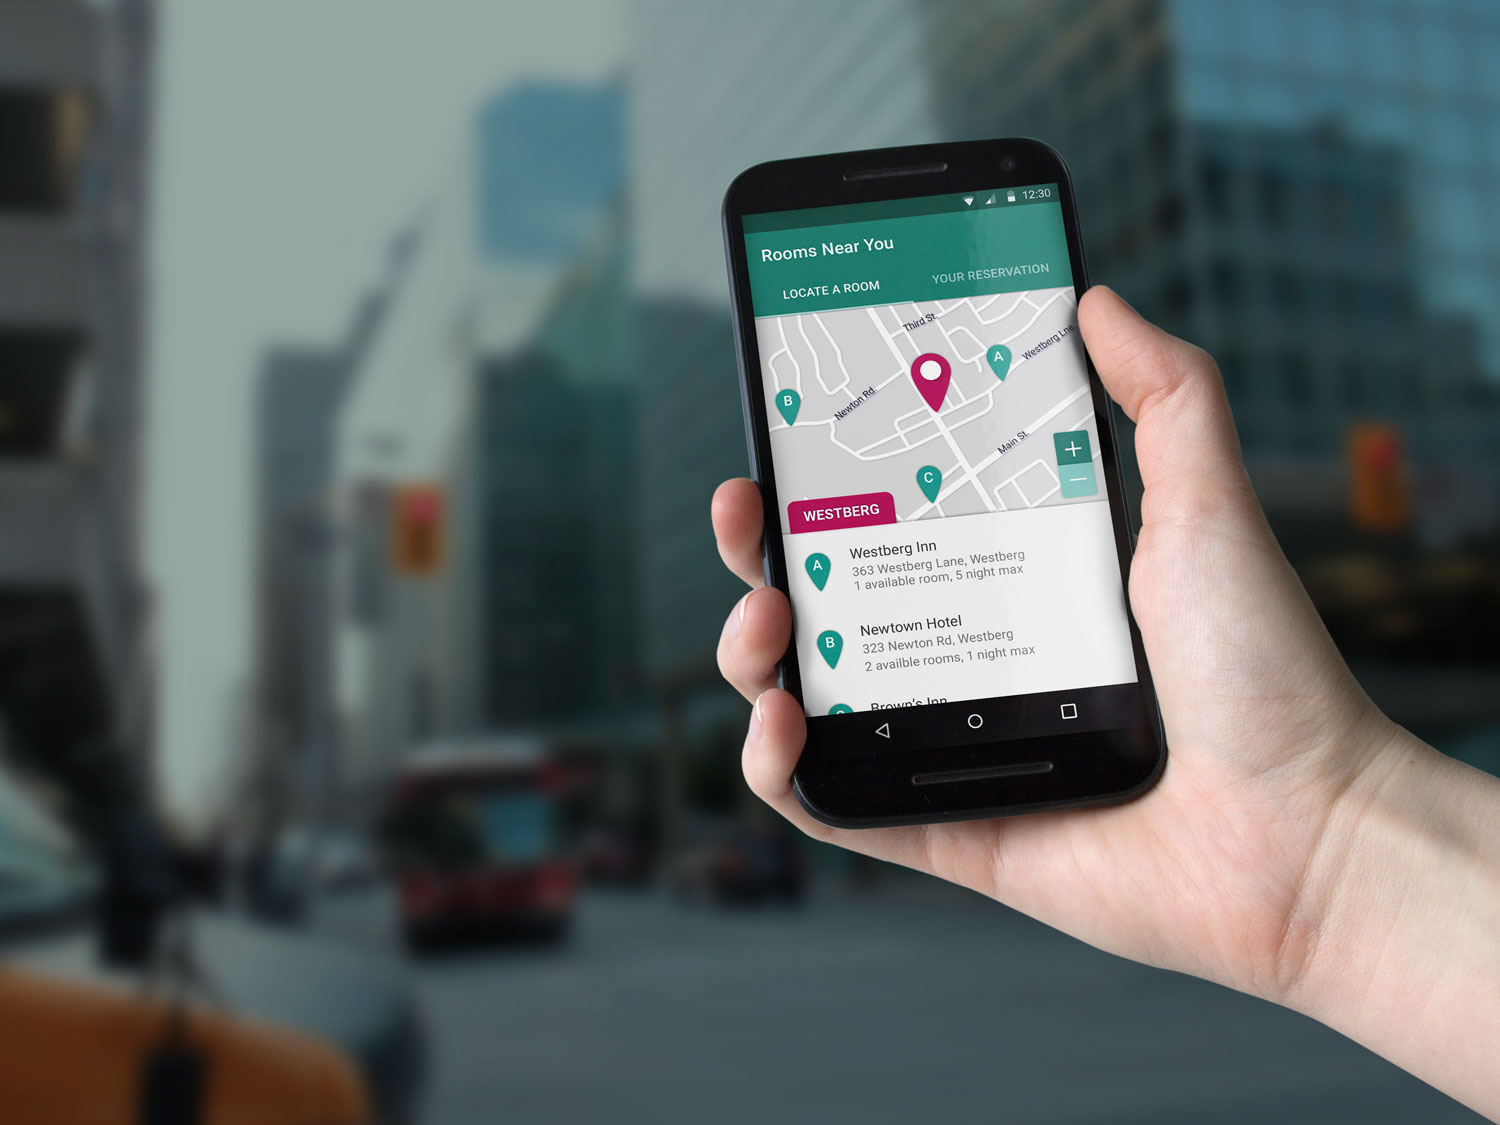 12:30
Rooms Near You
LOCATE A ROOM
YOUR RESERVATION
Third St.
Westberg Lne.
A
B
Newton Rd.
Main St.
C
+
−
WESTBERG
A
Westberg Inn
363 Westberg Lane, Westberg
1 available room, 5 night max
B
Newtown Hotel
323 Newton Rd, Westberg
2 availble rooms, 1 night max
Brown's Inn